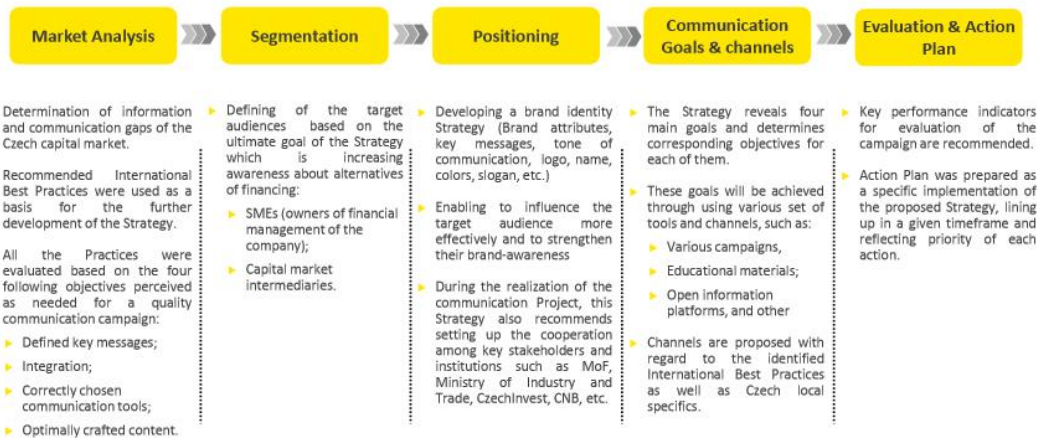 Market Analysis
Segmentation
Positioning
Communication
Goals & channels
Evaluation & Action
Plan
Determination of information
and communication gaps of the
Czech capital market.
Recommended International
Best Practices were used as a
basis for the further
development of the Strategy.
All the Practices were
evaluated based on the four
following objectives perceived
as needed for a quality
communication campaign:
Defined key messages;
Integration;
Correctly chosen
communication tools;
Optimally crafted content.
Defining of the target
audiences based on the
ultimate goal of the Strategy
which is increasing
awareness about alternatives
of financing:
SMEs (owners of financial
management of the
company);
Capital market
intermediaries.
Developing a brand identity
Strategy (Brand attributes,
key messages, tone of
communication, logo, name,
colors, slogan, etc.)
Enabling to influence the
target audience more
effectively and to strengthen
their brand-awareness
During the realization of the
communication Project, this
Strategy also recommends
setting up the cooperation
among key stakeholders and
institutions such as MoF,
Ministry of Industry and
Trade, CzechInvest, CNB, etc.
The Strategy reveals four
main goals and determines
corresponding objectives for
each of them.
These goals will be achieved
through using various set of
tools and channels, such as:
Various campaigns,
Educational materials;
Open information
platforms, and other
Channels are proposed with
regard to the identified
International Best Practices
as well as Czech local
specifics.
Key performance indicators
for evaluation of the
campaign are recommended.
Action Plan was prepared as
a specific implementation of
the proposed Strategy, lining
up in a given timeframe and
reflecting priority of each
action.